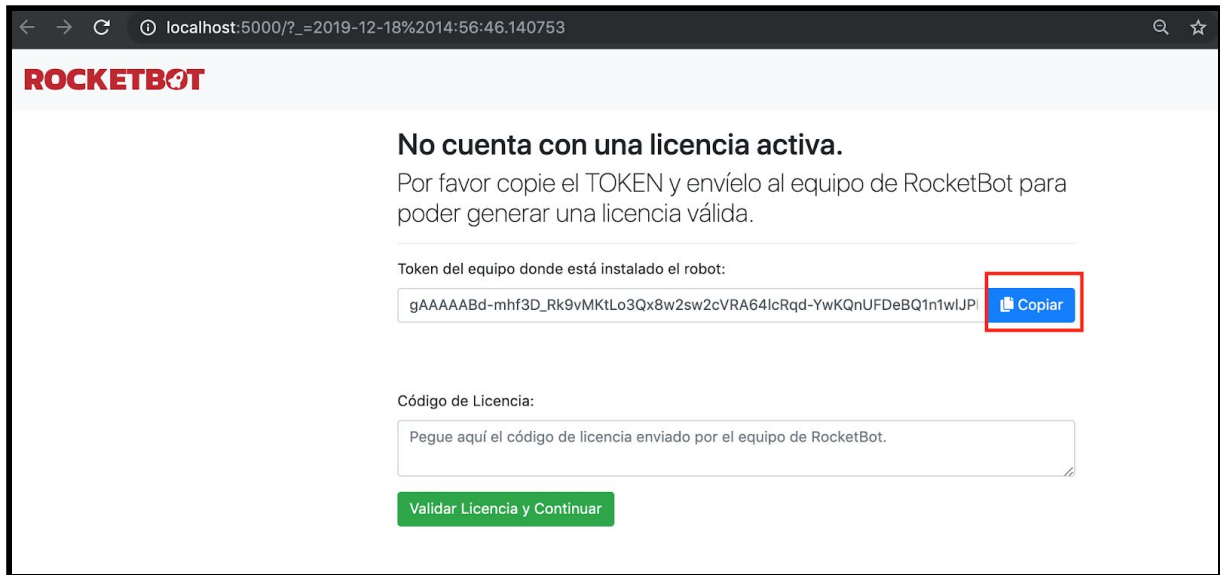 localhost:5000/?_=2019-12-18%2014:56:46.140753
ROCKETBOT
No cuenta con una licencia activa.
Por favor copie el TOKEN y envíelo al equipo de RocketBot para
poder generar una licencia válida.
Token del equipo donde está instalado el robot:
gAAAAABd-mhf3D_Rk9vMKtLo3Qx8w2sw2cVRA64lcRqd-YwKQnUFDeBQ1n1wIJPI Copiar
Código de Licencia:
Pegue aquí el código de licencia enviado por el equipo de RocketBot.
Validar Licencia y Continuar